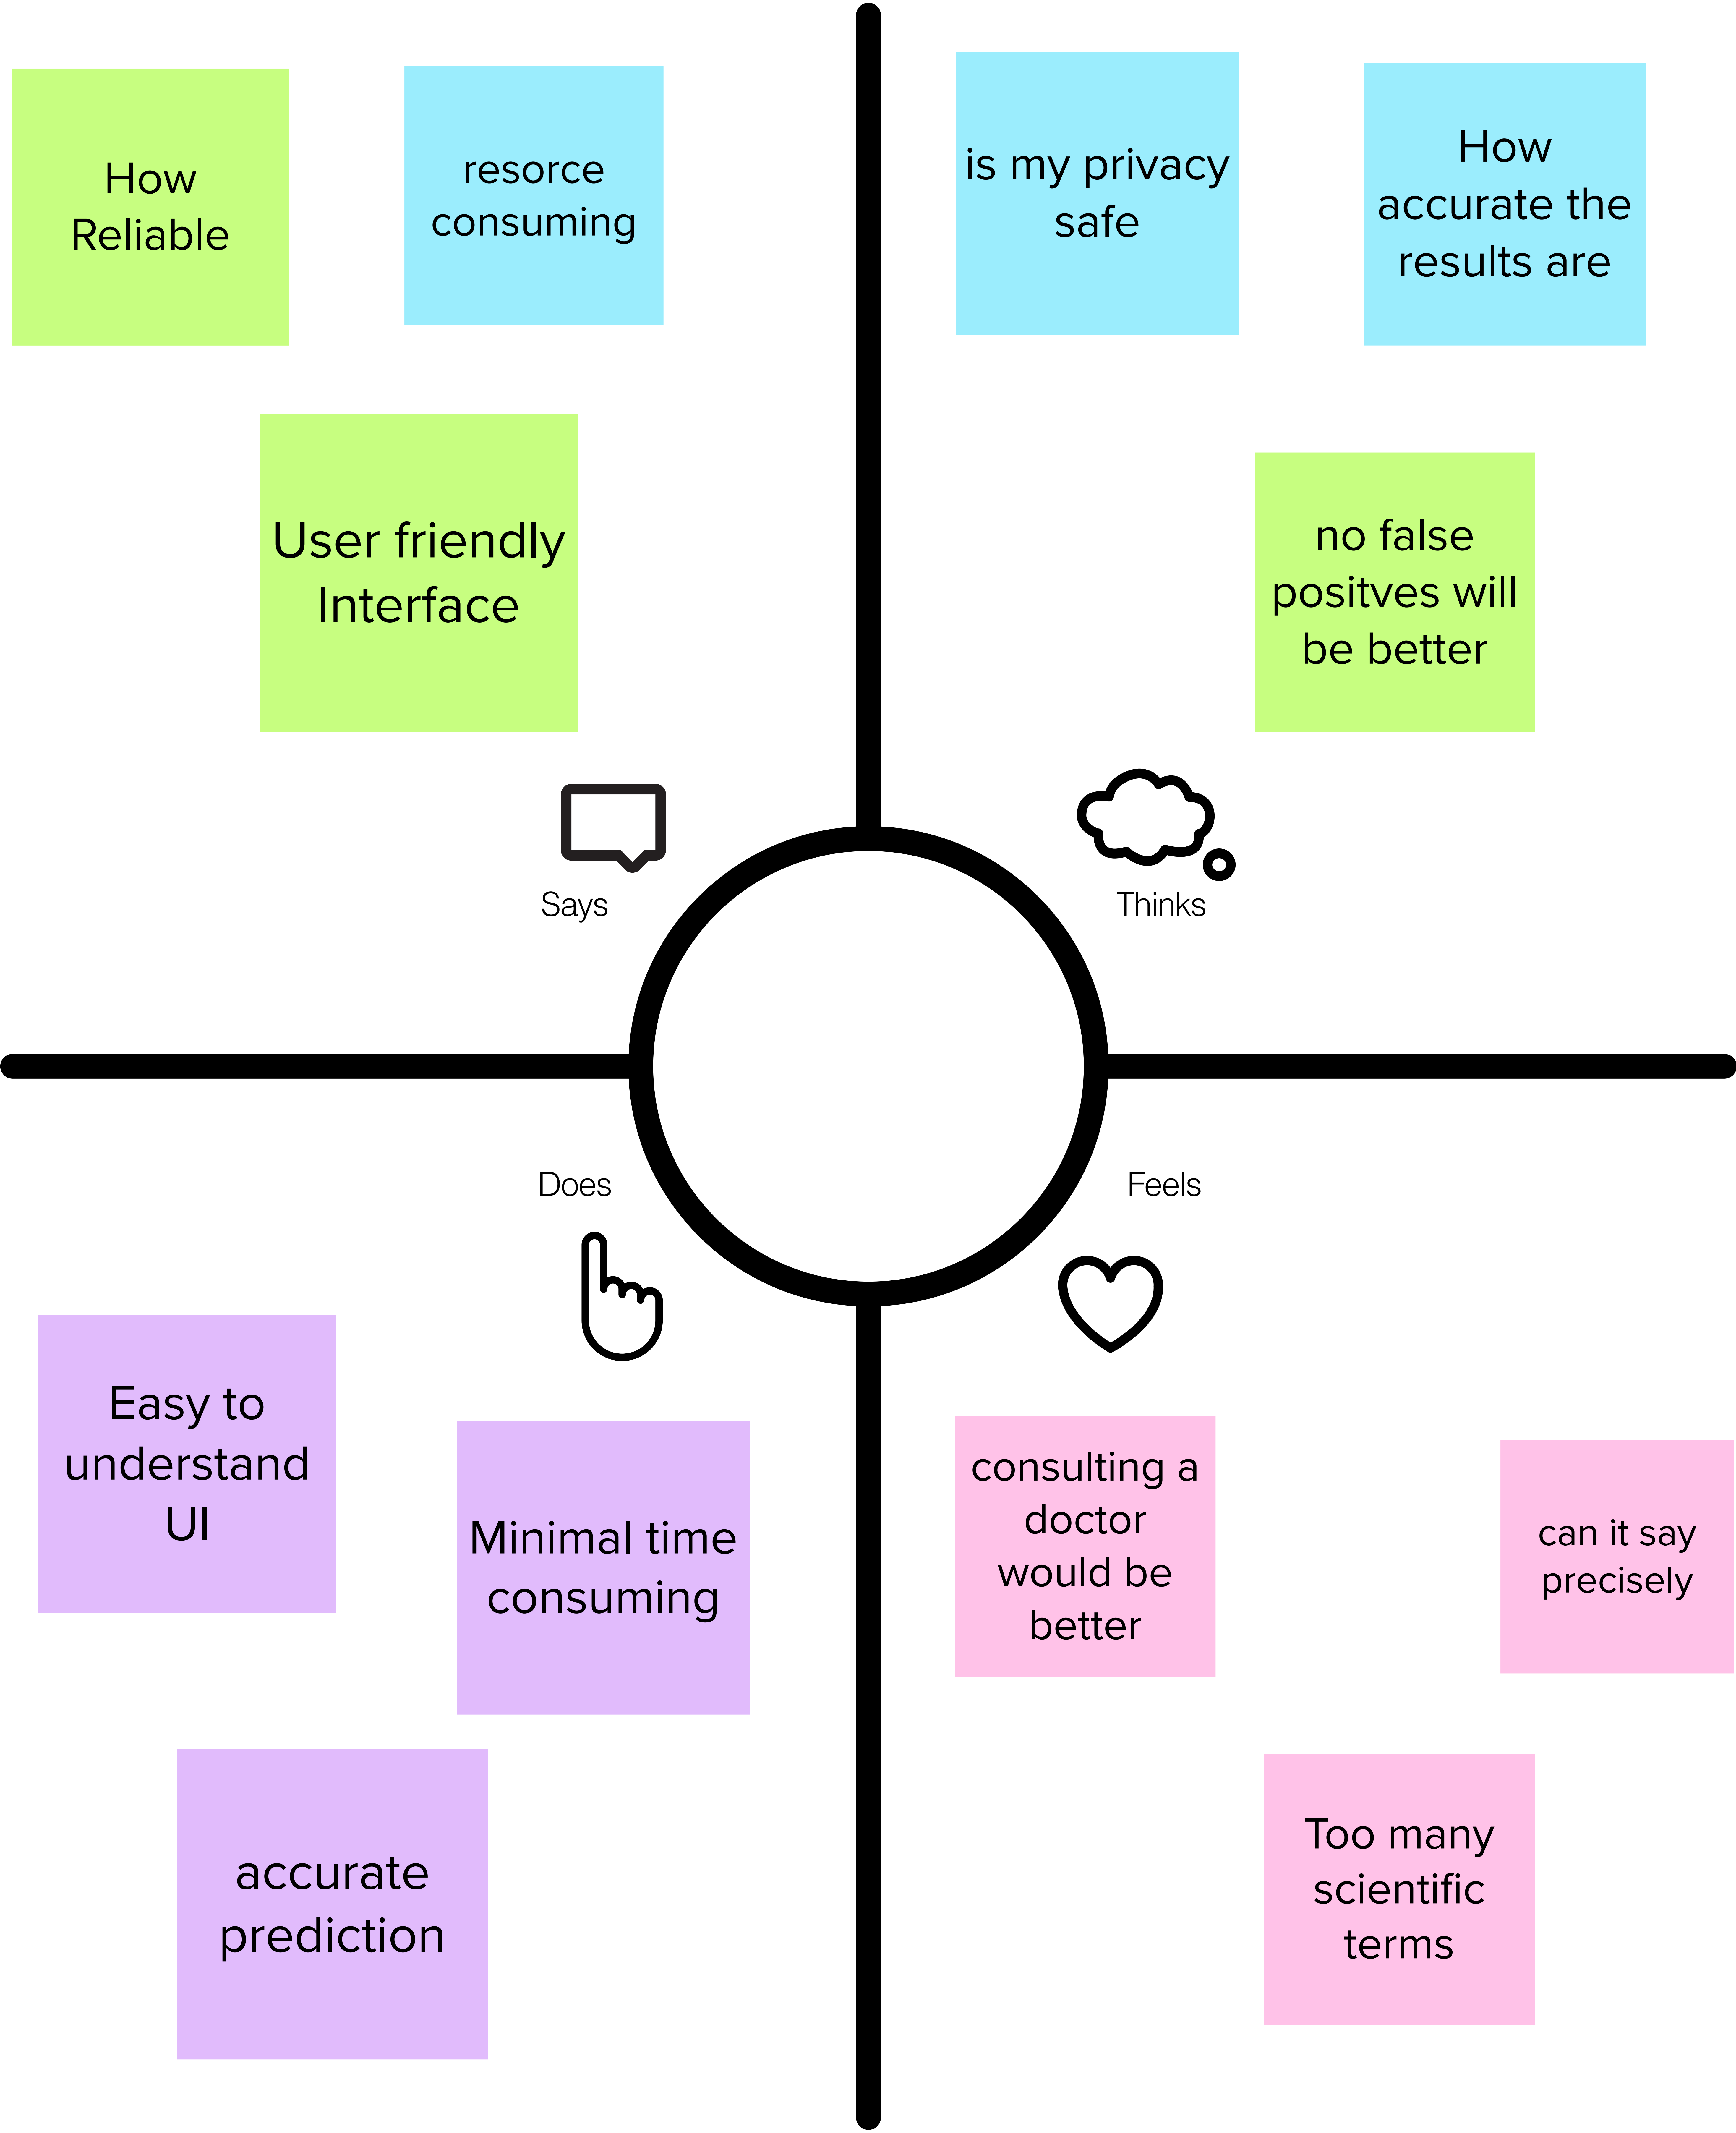 How
Reliable
resorce
consuming
User friendly
Interface
Says
is my privacy
safe
How
accurate the
results are
no false
positves will
be better
Thinks
Does
Easy to
understand
UI
Minimal time
consuming
accurate
prediction
Feels
consulting a
doctor
would be
better
can it say
precisely
Too many
scientific
terms